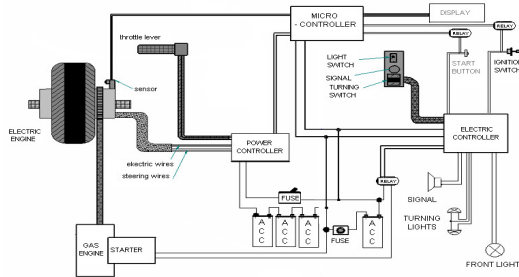 MICRO
- CONTROLLER
DISPLAY
RELAY
RELAY
throttle lever
LIGHT
SWITCH
SIGNAL
TURNING
SWITCH
START
BUTTON
IGNITION
SWITCH
sensor
ELECTRIC
ENGINE
POWER
CONTROLLER
ELECTRIC
CONTROLLER
electric wires
steering wires
RELAY
FUSE
SIGNAL
A
C
C
A
C
C
A
C
C
A
C
C
FUSE
TURNING
LIGHTS
GAS
ENGINE
STARTER
FRONT LIGHT